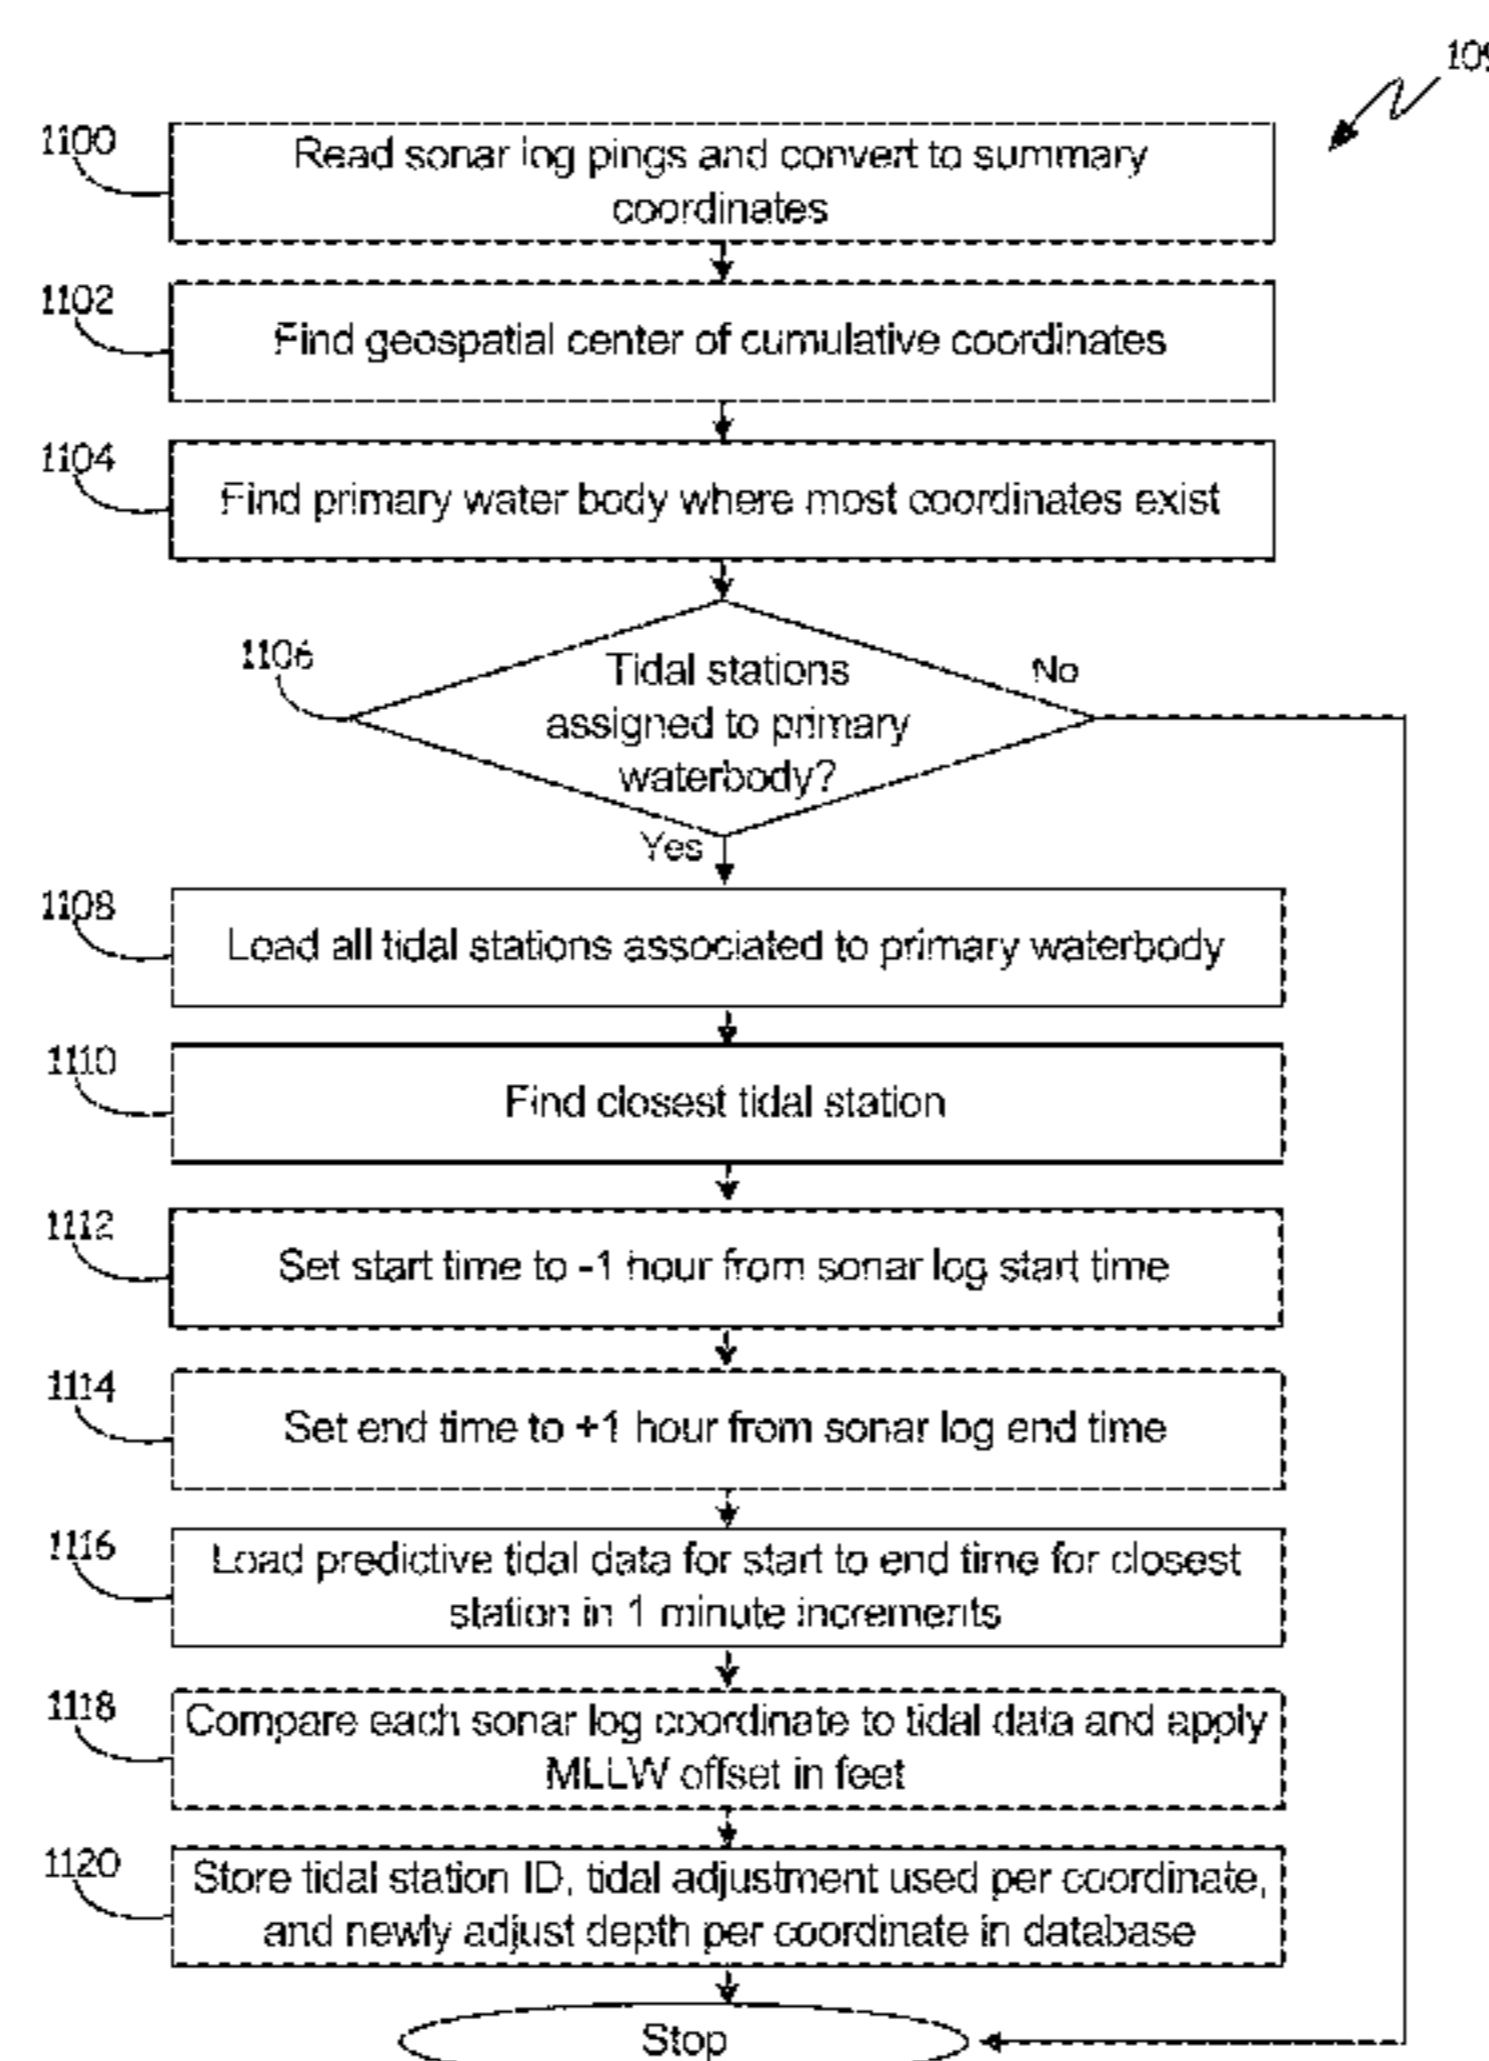 109
1100
Read sonar log pings and convert to summary
coordinates
1102
Find geospatial center of cumulative coordinates
1104
Find primary water body where most coordinates exist
1106
Tidal stations
assigned to primary
waterbody?
No
Yes
1108
Load all tidal stations associated to primary waterbody
1110
Find closest tidal station
1112
Set start time to -1 hour from sonar log start time
1114
Set end time to +1 hour from sonar log end time
1116
Load predictive tidal data for start to end time for closest
station in 1 minute increments
1118
Compare each sonar log coordinate to tidal data and apply
MLLW offset in feet
1120
Store tidal station ID, tidal adjustment used per coordinate,
and newly adjust depth per coordinate in database
Stop